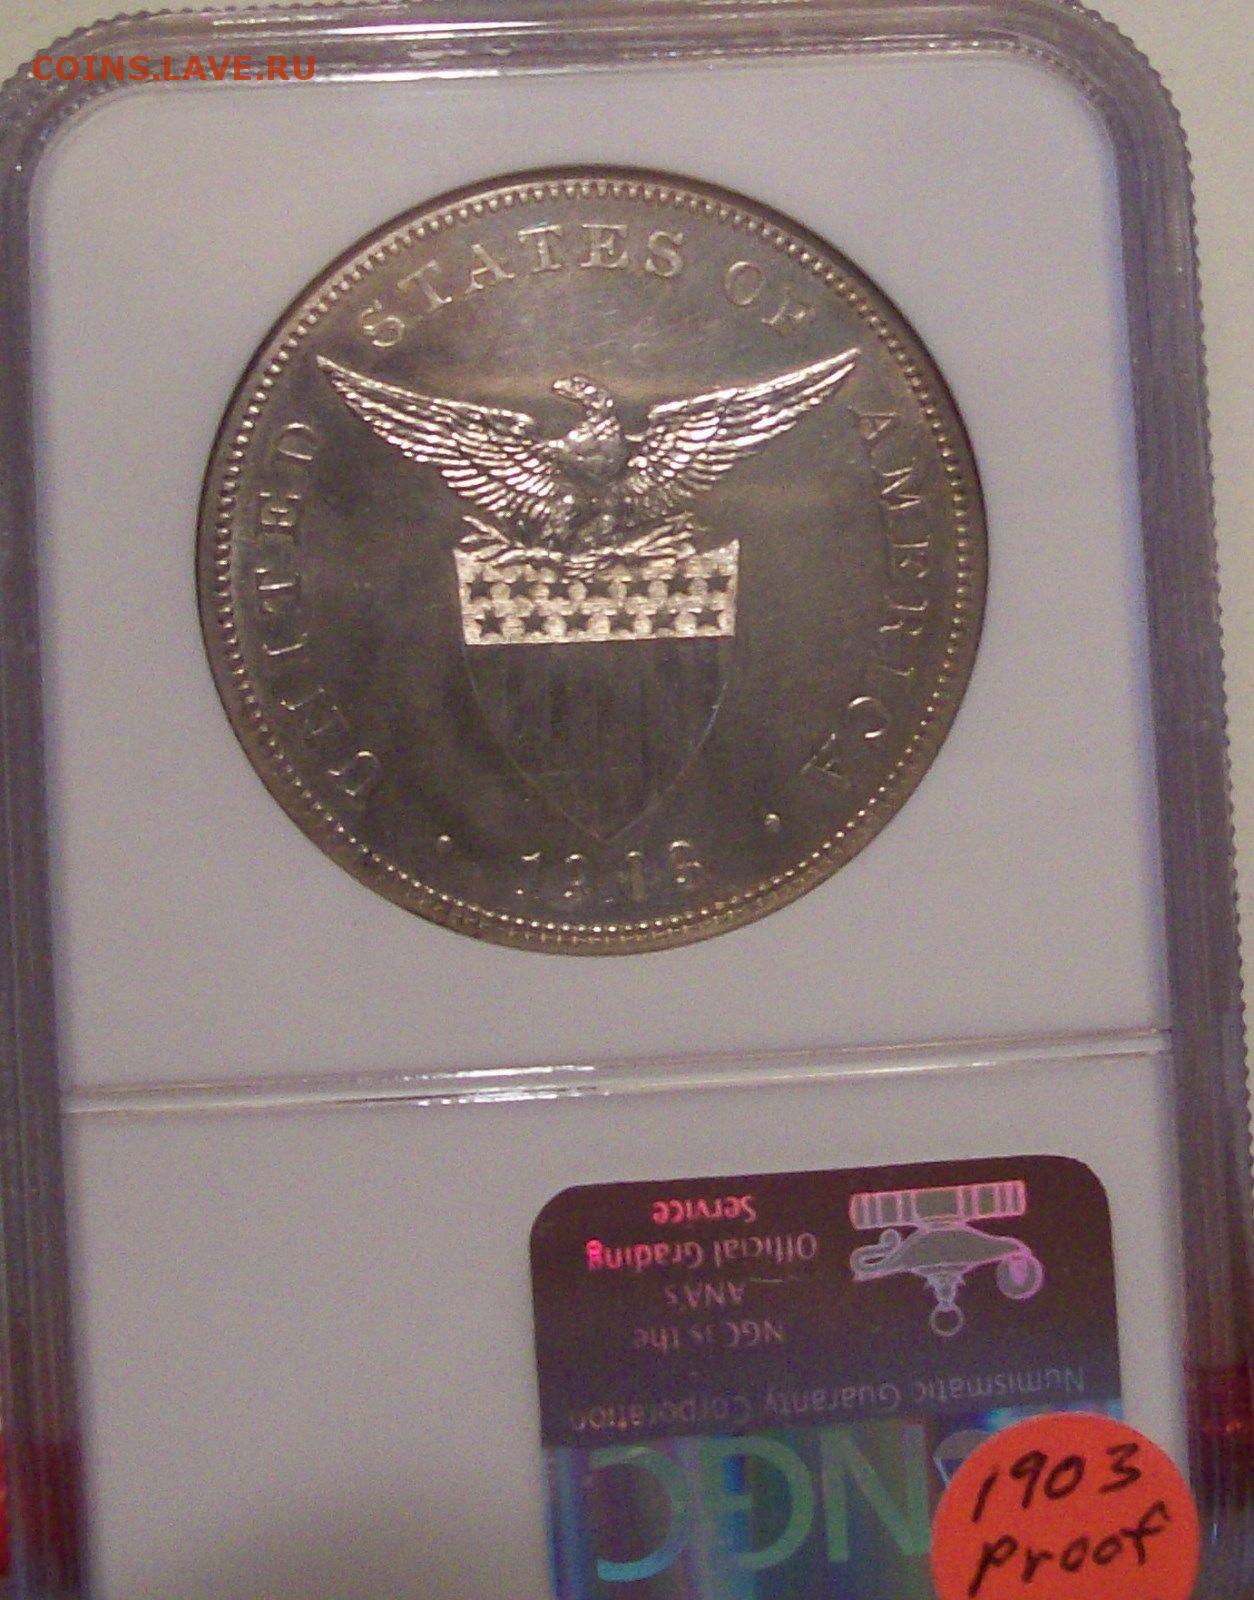 COINS.LAVE.RU
UNITED STATES OF AMERICA
NGC is the
ANA's
Official Grading
Service
Numismatic Guaranty Corporation
NGC
1903
Proof